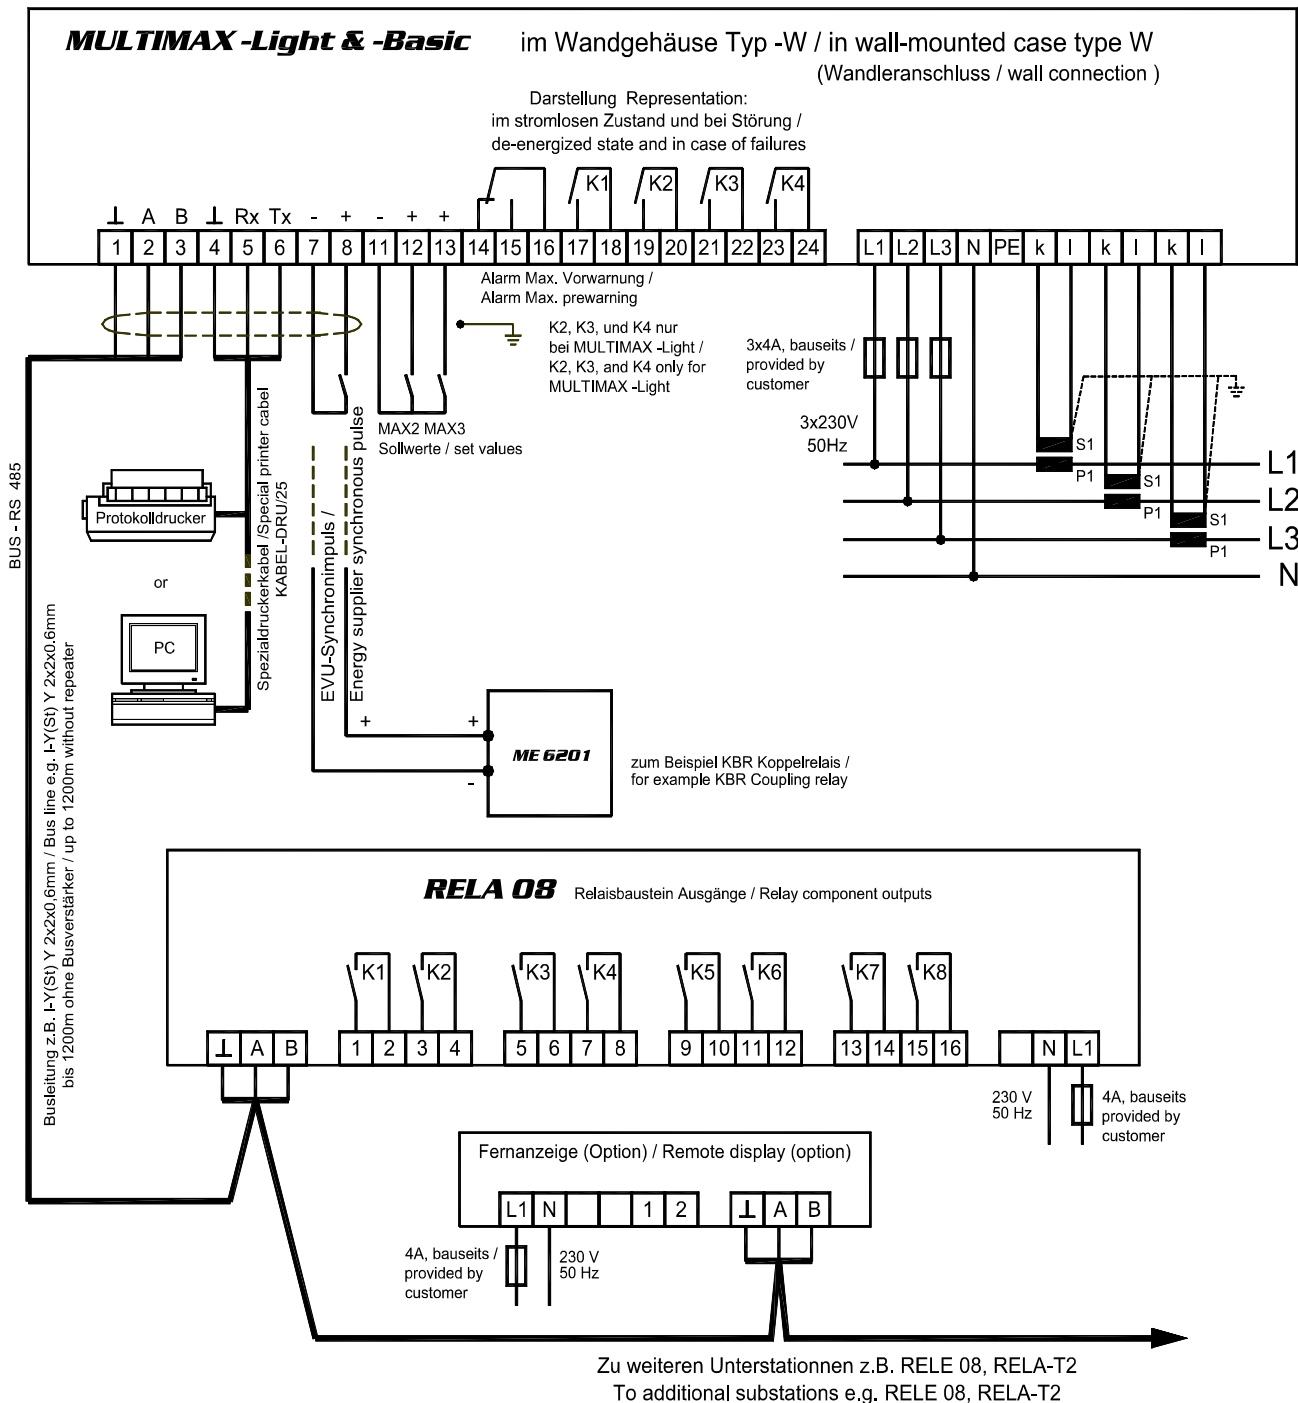 MULTIMAX -Light & -Basic im Wandgehäuse Typ -W / in wall-mounted case type W
(Wandleranschluss / wall connection )
Darstellung Representation:
im stromlosen Zustand und bei Störung /
de-energized state and in case of failures
K1 K2 K3 K4
⊥ A B ⊥ Rx Tx - + - + +
1 2 3 4 5 6 7 8 11 12 13 14 15 16 17 18 19 20 21 22 23 24
L1 L2 L3 N PE k l k l k l
Alarm Max. Vorwarnung /
Alarm Max. prewarning
K2, K3, und K4 nur
bei MULTIMAX -Light /
K2, K3, and K4 only for
MULTIMAX -Light
3x4A, bauseits /
provided by
customer
3x230V
50Hz
MAX2 MAX3
Sollwerte / set values
S1
P1
L1
S1
P1
L2
S1
P1
L3
N
BUS - RS 485
Protokolldrucker
or
PC
Spezialdruckerkabel /Special printer cabel
KABEL-DRU/25
EVU-Synchronimpuls /
Energy supplier synchronous pulse
+ +
-
ME 6201
zum Beispiel KBR Koppelrelais /
for example KBR Coupling relay
Busleitung z.B. I-Y(St) Y 2x2x0,6mm / Bus line e.g. I-Y(St) Y 2x2x0.6mm
bis 1200m ohne Busverstärker / up to 1200m without repeater
RELA 08 Relaisbaustein Ausgänge / Relay component outputs
K1 K2 K3 K4 K5 K6 K7 K8
⊥ A B 1 2 3 4 5 6 7 8 9 10 11 12 13 14 15 16 N L1
230 V
50 Hz
4A, bauseits
provided by
customer
Fernanzeige (Option) / Remote display (option)
L1 N 1 2 ⊥ A B
4A, bauseits /
provided by
customer
230 V
50 Hz
Zu weiteren Unterstationnen z.B. RELE 08, RELA-T2
To additional substations e.g. RELE 08, RELA-T2